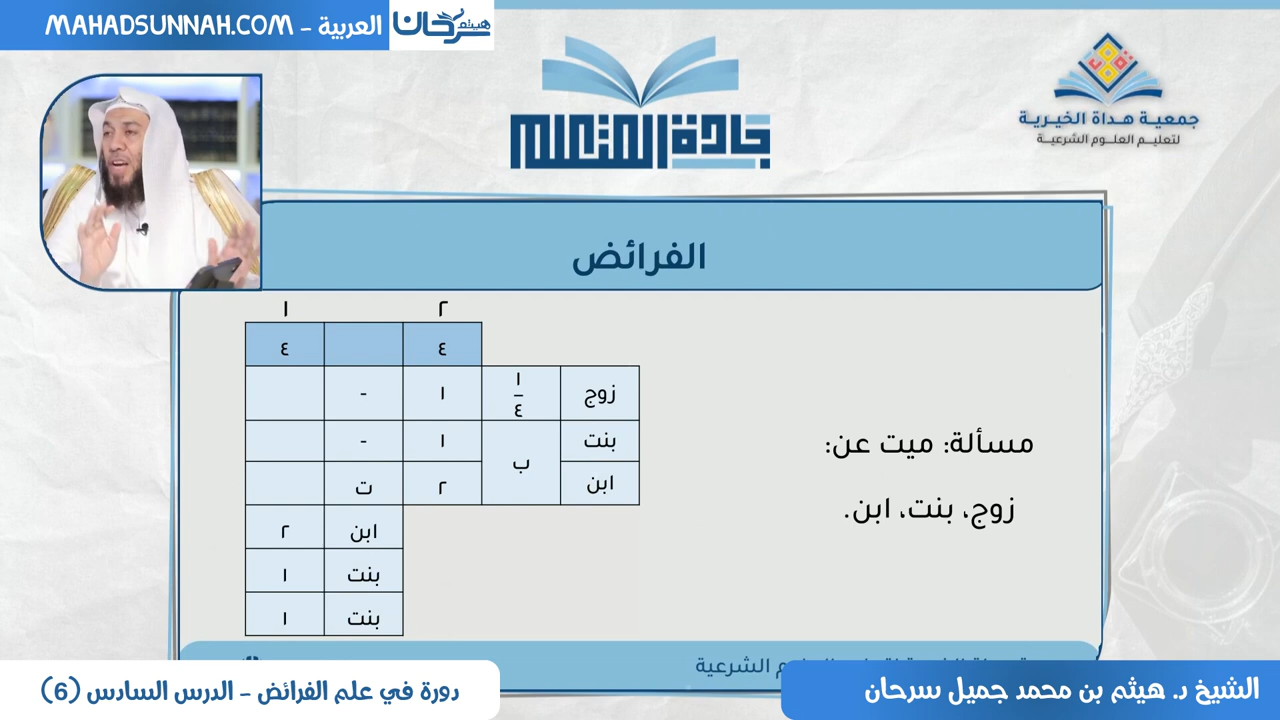 العربية - MAHADSUNNAH.COM
هيثم سرحان
جادة المتعلم
جمعية هداة الخيرية
لتعليم العلوم الشرعية
الفرائض
٢ ١
٤ ٤
زوج ١/٤ ١ -
بنت ب ١ -
ابن ٢ ت
ابن ٢
بنت ١
بنت ١
مسألة: ميت عن:
زوج، بنت، ابن.
الشرعية
الشيخ د. هيثم بن محمد جميل سرحان
دورة في علم الفرائض - الدرس السادس (6)